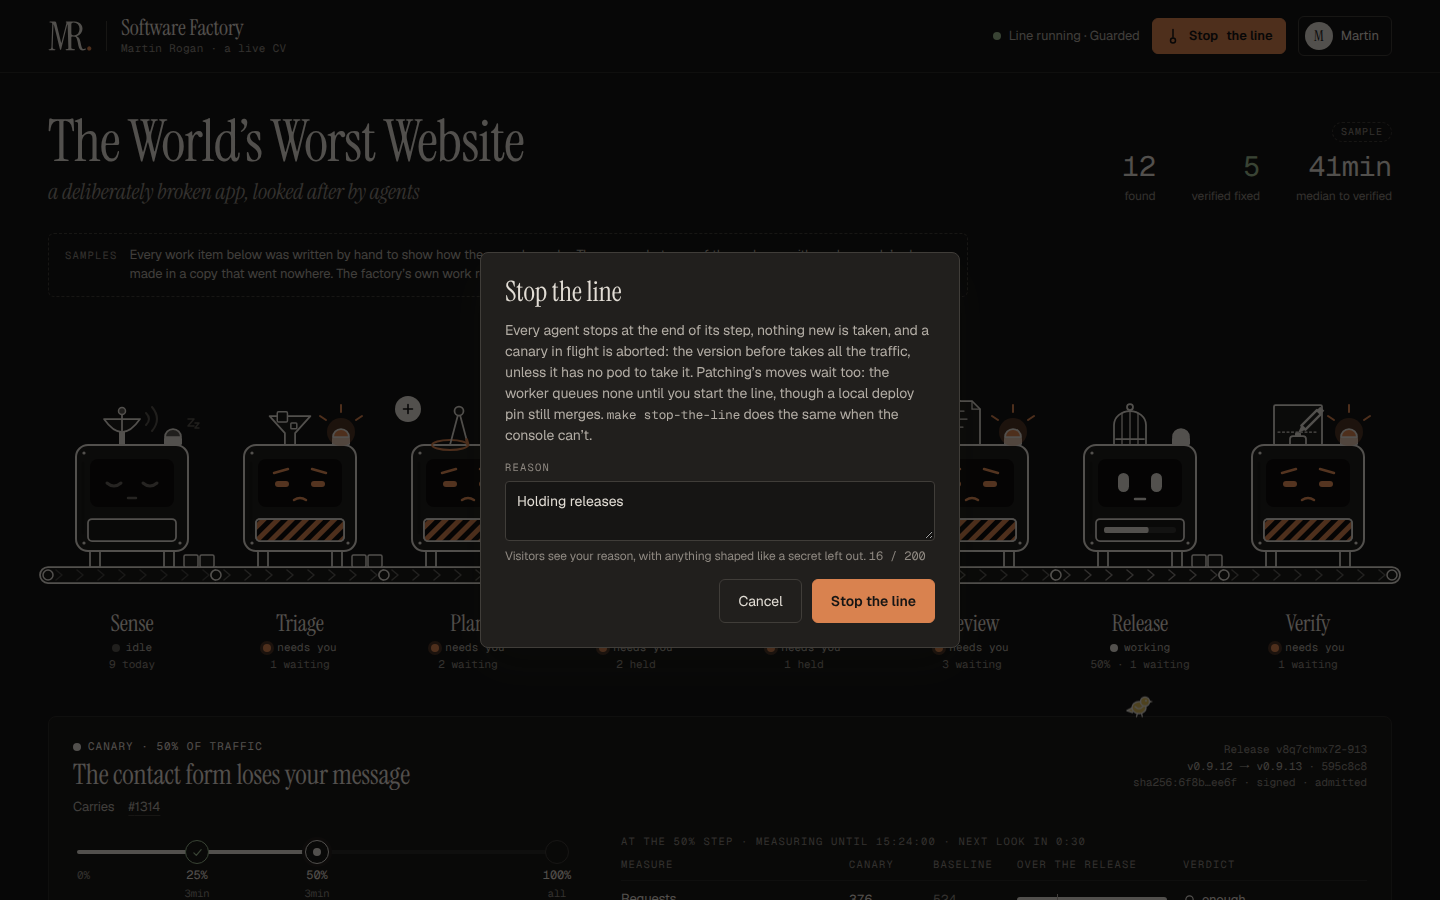 MR.
Software Factory
Martin Rogan · a live CV
Line running · Guarded
Stop the line
M
Martin
The World's Worst Website
a deliberately broken app, looked after by agents
SAMPLE
12
found
5
verified fixed
41min
median to verified
SAMPLES
Every work item below was written by hand to show how the
made in a copy that went nowhere. The factory's own work
Stop the line
Every agent stops at the end of its step, nothing new is taken, and a
canary in flight is aborted: the version before takes all the traffic,
unless it has no pod to take it. Patching's moves wait too: the
worker queues none until you start the line, though a local deploy
pin still merges. make stop-the-line does the same when the
console can't.
REASON
Holding releases
Visitors see your reason, with anything shaped like a secret left out. 16 / 200
Cancel
Stop the line
zz
Sense
idle
9 today
Triage
needs you
1 waiting
Plan
needs you
2 waiting
needs you
2 held
needs you
1 held
eview
needs you
3 waiting
Release
working
50% · 1 waiting
Verify
needs you
1 waiting
CANARY · 50% OF TRAFFIC
The contact form loses your message
Carries #1314
Release v8q7chmx72-913
v0.9.12 → v0.9.13 · 595c8c8
sha256:6f8b…ee6f · signed · admitted
0%
25%
3min
50%
3min
100%
all
AT THE 50% STEP · MEASURING UNTIL 15:24:00 · NEXT LOOK IN 0:30
MEASURE CANARY BASELINE OVER THE RELEASE VERDICT
Requests 276 524 enough